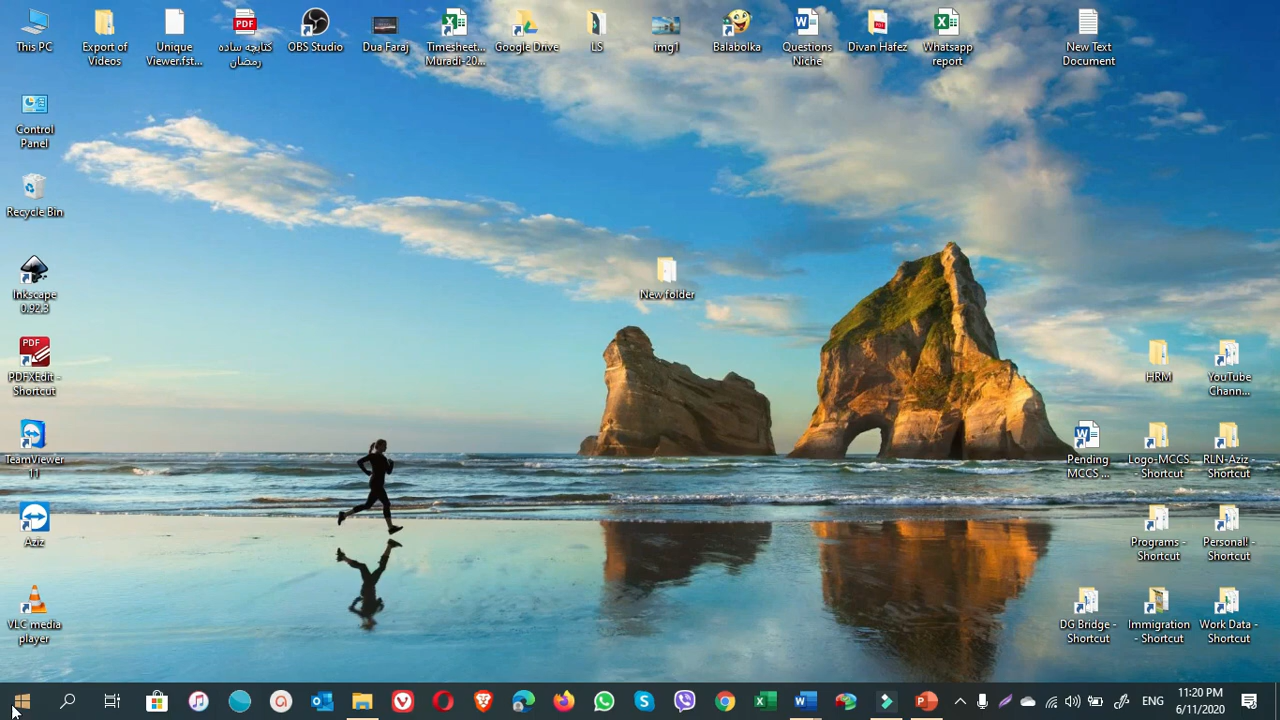 This PC
Export of
Videos
Unique
Viewer.fst...
PDF
کتابچه ساده
رمضان
OBS Studio
Dua Faraj
Timesheet...
Muradi-20...
Google Drive
LS
img1
Balabolka
Questions
Niche
Divan Hafez
Whatsapp
report
New Text
Document
Control
Panel
Recycle Bin
Inkscape
0.92.3
New folder
PDF
PDFXEdit -
Shortcut
HRM
YouTube
Chann...
TeamViewer
11
Pending
MCCS ...
Logo-MCCS
- Shortcut
RLN-Aziz -
Shortcut
Aziz
Programs -
Shortcut
Personal! -
Shortcut
VLC media
player
DG Bridge -
Shortcut
Immigration
- Shortcut
Work Data -
Shortcut
ENG
11:20 PM
6/11/2020